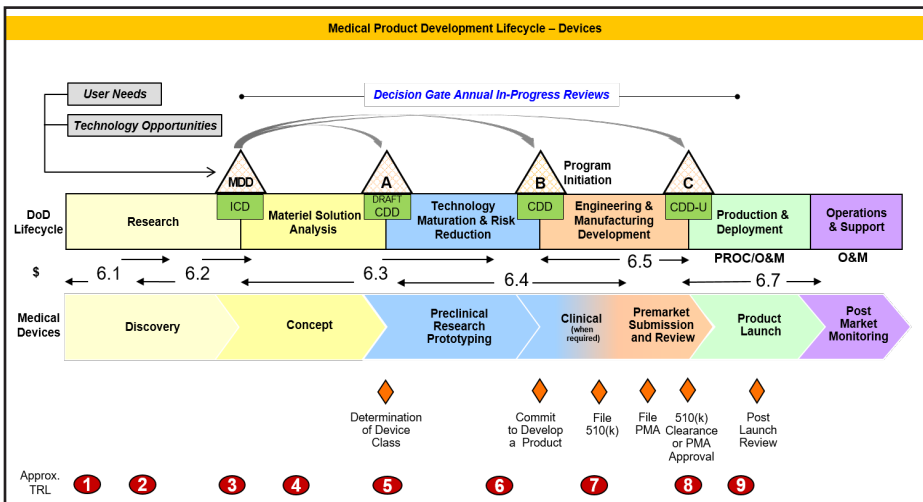 Medical Product Development Lifecycle – Devices
User Needs
Technology Opportunities
Decision Gate Annual In-Progress Reviews
MDD
A
B
Program
Initiation
C
DoD
Lifecycle
Research
ICD
Materiel Solution
Analysis
DRAFT
CDD
Technology
Maturation & Risk
Reduction
CDD
Engineering &
Manufacturing
Development
CDD-U
Production &
Deployment
Operations
& Support
PROC/O&M
O&M
$
6.1
6.2
6.3
6.4
6.5
6.7
Medical
Devices
Discovery
Concept
Preclinical
Research
Prototyping
Clinical
(when
required)
Premarket
Submission
and Review
Product
Launch
Post
Market
Monitoring
Determination
of Device
Class
Commit
to Develop
a Product
File
510(k)
File
PMA
510(k)
Clearance
or PMA
Approval
Post
Launch
Review
Approx.
TRL
1
2
3
4
5
6
7
8
9